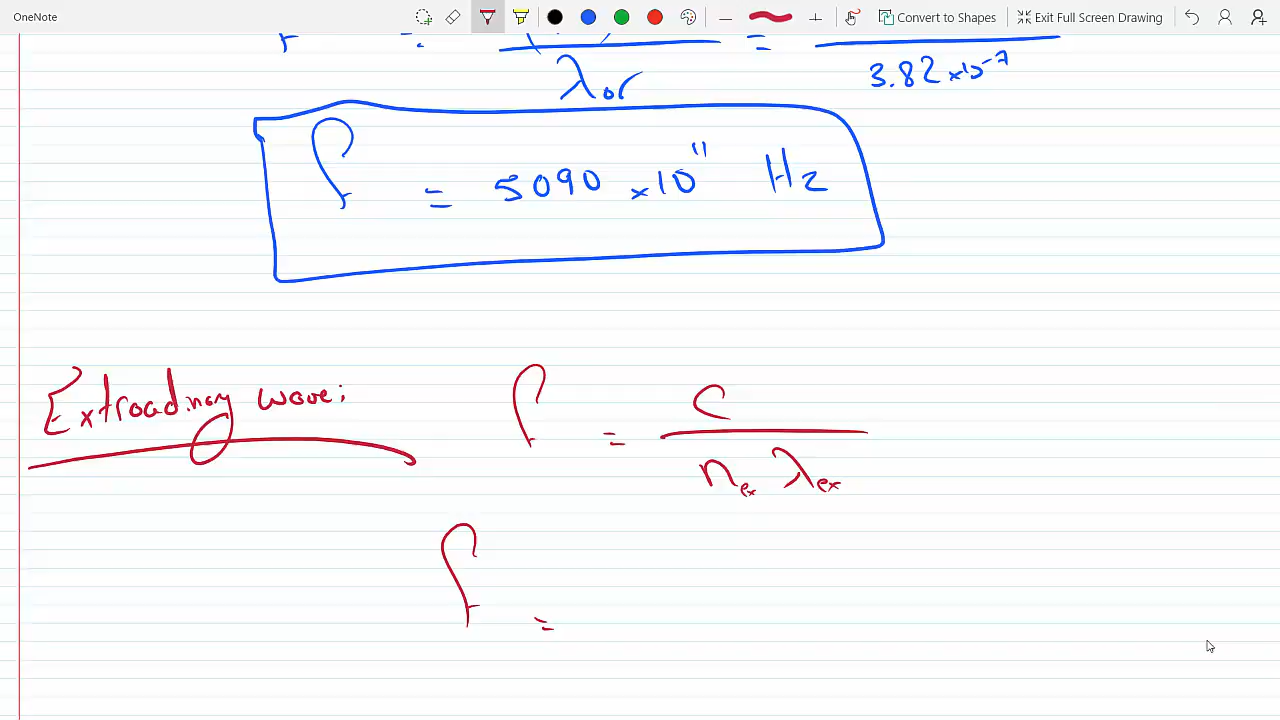 OneNote
Convert to Shapes
Exit Full Screen Drawing
f = =
λor
3.82 ×10⁻⁷
f = 5090 ×10¹¹ Hz
Extroadinay wave: f = C / nex λex
f =